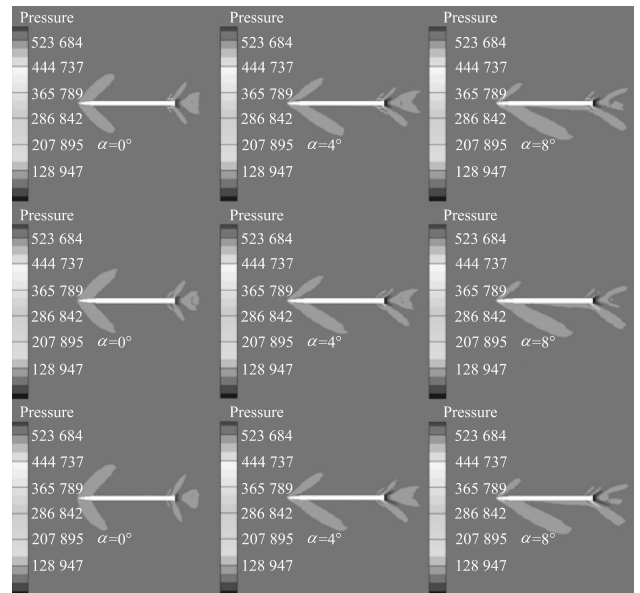 Pressure
523 684
444 737
365 789
286 842
207 895 α=0°
128 947
Pressure
523 684
444 737
365 789
286 842
207 895 α=4°
128 947
Pressure
523 684
444 737
365 789
286 842
207 895 α=8°
128 947
Pressure
523 684
444 737
365 789
286 842
207 895 α=0°
128 947
Pressure
523 684
444 737
365 789
286 842
207 895 α=4°
128 947
Pressure
523 684
444 737
365 789
286 842
207 895 α=8°
128 947
Pressure
523 684
444 737
365 789
286 842
207 895 α=0°
128 947
Pressure
523 684
444 737
365 789
286 842
207 895 α=4°
128 947
Pressure
523 684
444 737
365 789
286 842
207 895 α=8°
128 947